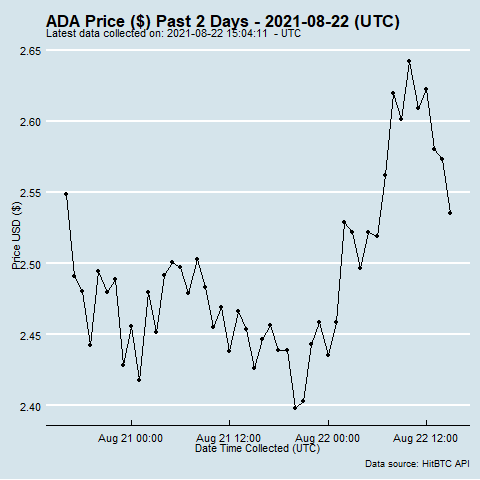 ADA Price ($) Past 2 Days - 2021-08-22 (UTC)
Latest data collected on: 2021-08-22 15:04:11 - UTC
2.65
2.60
2.55
2.50
2.45
2.40
Price USD ($)
Aug 21 00:00 Aug 21 12:00 Aug 22 00:00 Aug 22 12:00
Date Time Collected (UTC)
Data source: HitBTC API